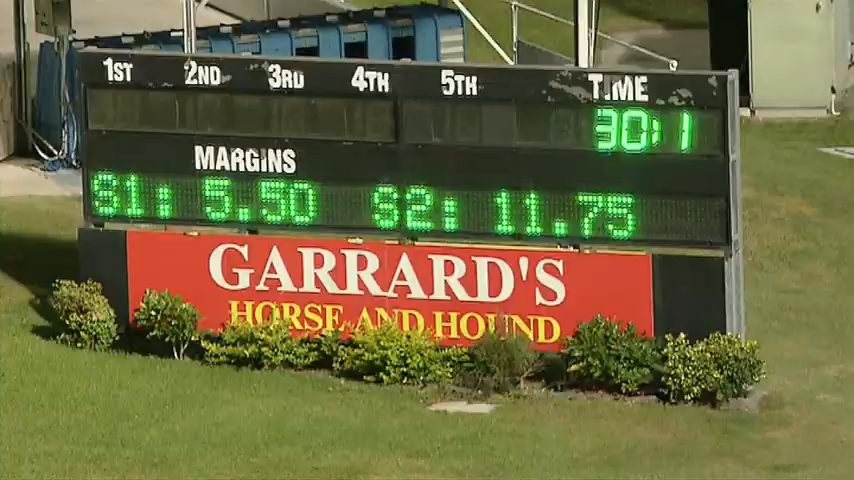 1ST 2ND 3RD 4TH 5TH TIME
30:1
MARGINS
S1: 5.50 S2: 11.75
GARRARD'S
HORSE AND HOUND